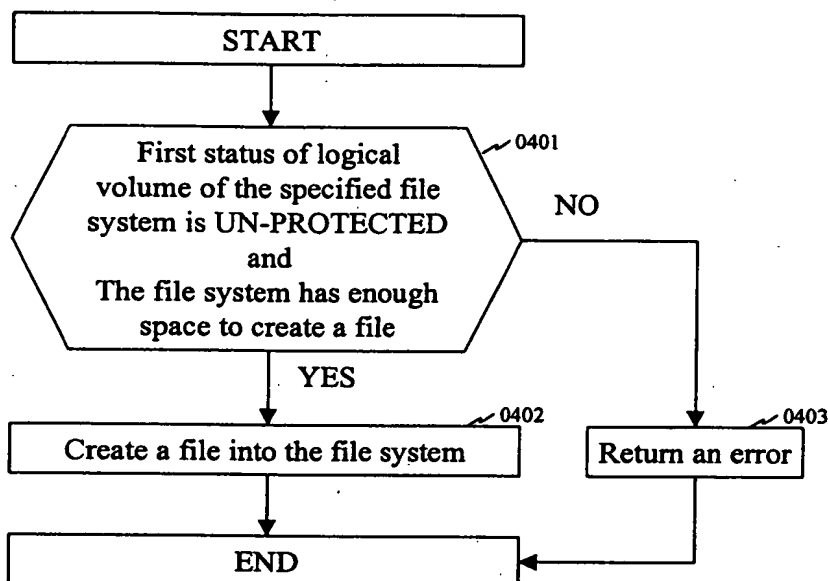 START
0401
First status of logical
volume of the specified file
system is UN-PROTECTED
and
The file system has enough
space to create a file
NO
YES
0402
Create a file into the file system
0403
Return an error
END